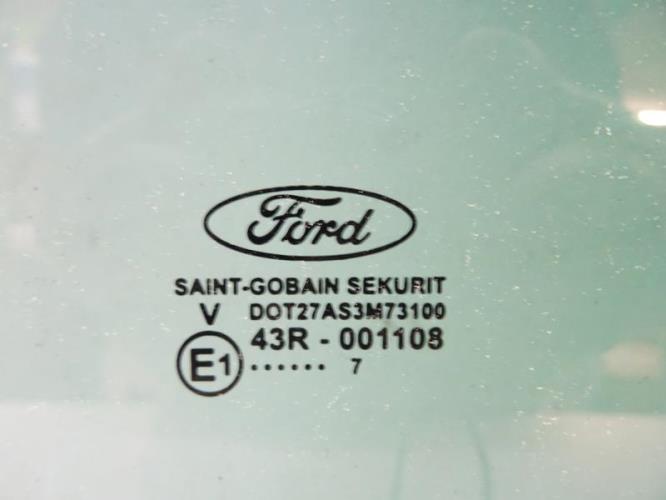 Ford
SAINT-GOBAIN SEKURIT
V DOT27AS3M73100
43R - 001108
E1 ...... 7